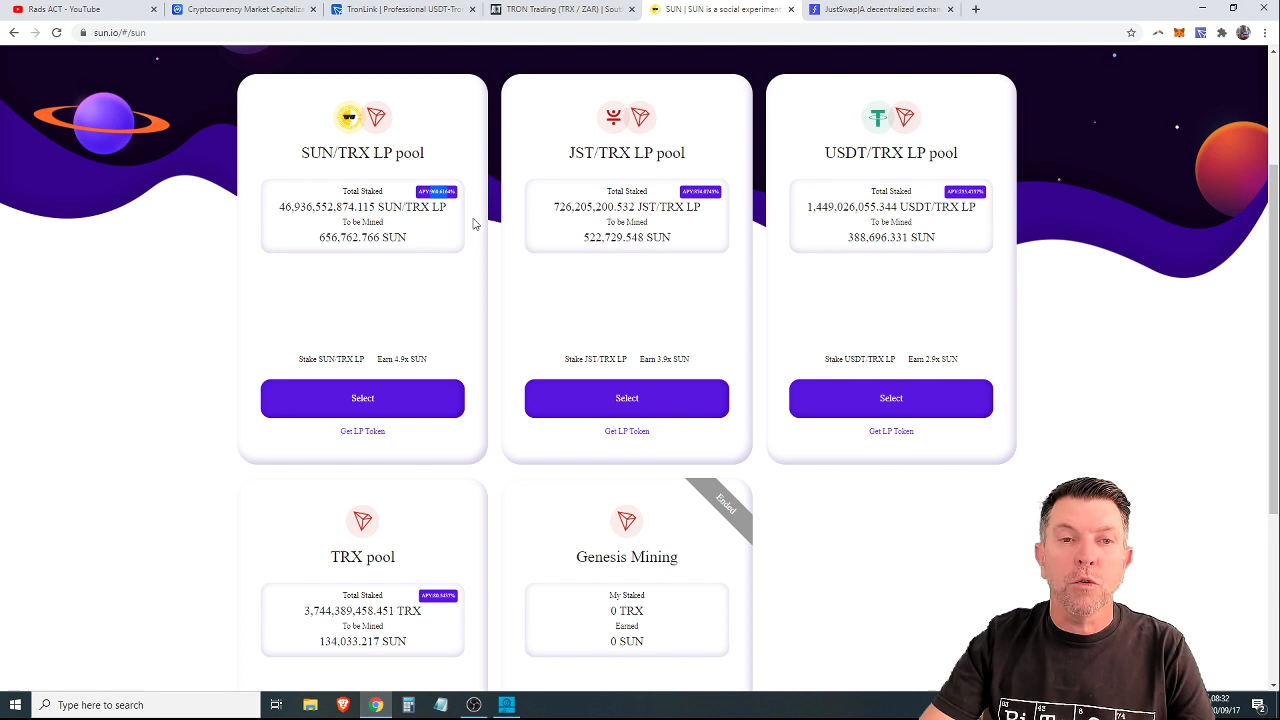 Rads ACT - YouTube
Cryptocurrency Market Capitaliza
TronLink | Professional USDT-Tro
TRON Trading (TRX / ZAR) | Sout
SUN | SUN is a social experiment
JustSwap|A decentralized exchan
sun.io/#/sun
SUN/TRX LP pool
Total Staked
46,936,552,874.115 SUN/TRX LP
To be Mined
656,762.766 SUN
Stake SUN/TRX LP Earn 4.9x SUN
Select
Get LP Token
JST/TRX LP pool
Total Staked
726,205,200.532 JST/TRX LP
To be Mined
522,729.548 SUN
Stake JST/TRX LP Earn 3.9x SUN
Select
Get LP Token
USDT/TRX LP pool
Total Staked
1,449,026,055.344 USDT/TRX LP
To be Mined
388,696.331 SUN
Stake USDT/TRX LP Earn 2.9x SUN
Select
Get LP Token
TRX pool
Total Staked
3,744,389,458.451 TRX
To be Mined
134,033.217 SUN
Ended
Genesis Mining
My Staked
0 TRX
Earned
0 SUN
Type here to search
08:32
0/09/17